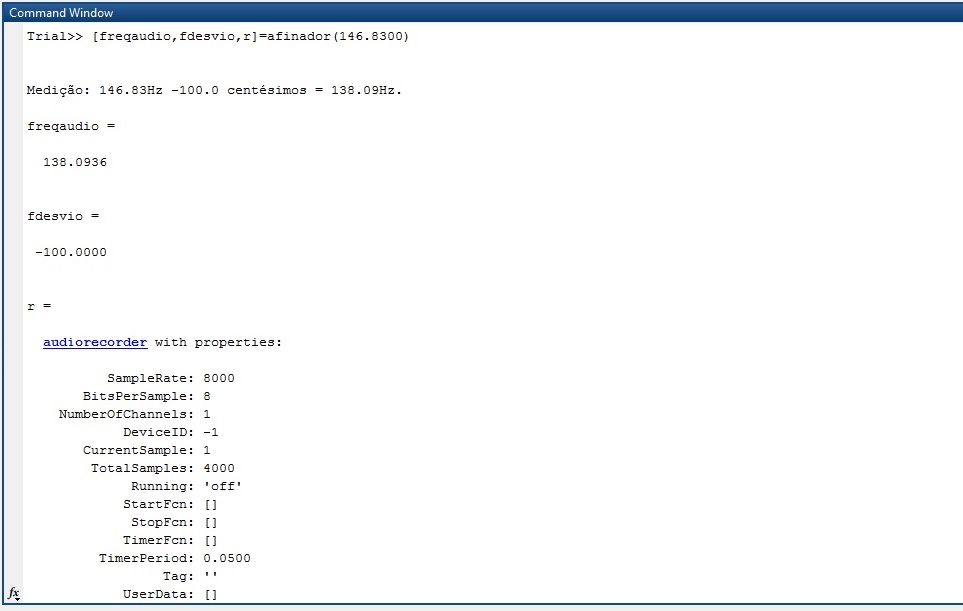 Command Window
Trial>> [freqaudio,fdesvio,r]=afinador(146.8300)
Medição: 146.83Hz -100.0 centésimos = 138.09Hz.
freqaudio =
138.0936
fdesvio =
-100.0000
r =
audiorecorder with properties:
SampleRate: 8000
BitsPerSample: 8
NumberOfChannels: 1
DeviceID: -1
CurrentSample: 1
TotalSamples: 4000
Running: 'off'
StartFcn: []
StopFcn: []
TimerFcn: []
TimerPeriod: 0.0500
Tag: ''
fx
UserData: []